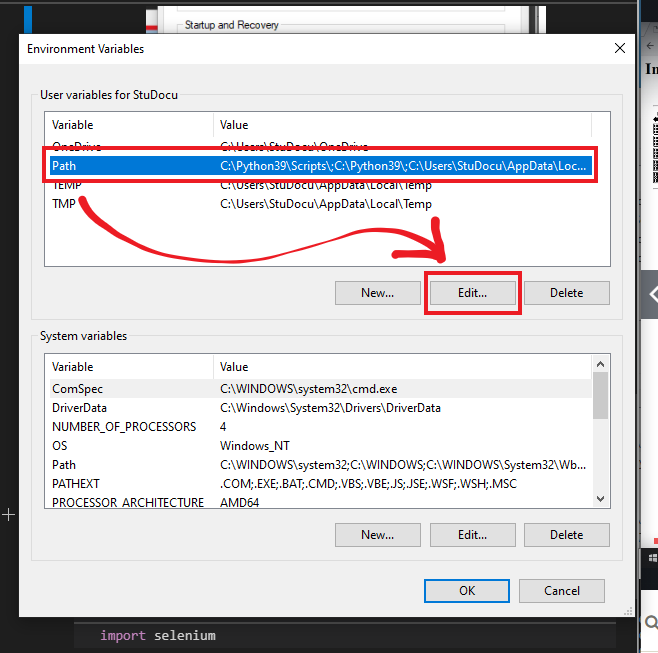 Startup and Recovery
Environment Variables
User variables for StuDocu
Variable Value
OneDrive C:\Users\StuDocu\OneDrive
Path C:\Python39\Scripts\;C:\Python39\;C:\Users\StuDocu\AppData\Loc...
TEMP C:\Users\StuDocu\AppData\Local\Temp
TMP C:\Users\StuDocu\AppData\Local\Temp
New... Edit... Delete
System variables
Variable Value
ComSpec C:\WINDOWS\system32\cmd.exe
DriverData C:\Windows\System32\Drivers\DriverData
NUMBER_OF_PROCESSORS 4
OS Windows_NT
Path C:\WINDOWS\system32;C:\WINDOWS;C:\WINDOWS\System32\Wb...
PATHEXT .COM;.EXE;.BAT;.CMD;.VBS;.VBE;.JS;.JSE;.WSF;.WSH;.MSC
PROCESSOR_ARCHITECTURE AMD64
New... Edit... Delete
OK Cancel
import selenium